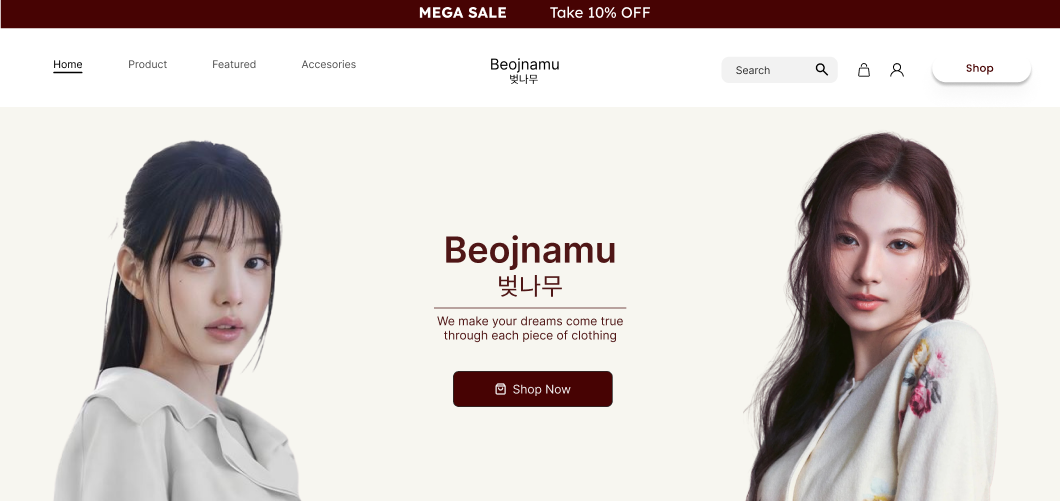 MEGA SALE Take 10% OFF
Home Product Featured Accesories
Beojnamu
벚나무
Search
Shop
Beojnamu
벚나무
We make your dreams come true
through each piece of clothing
Shop Now